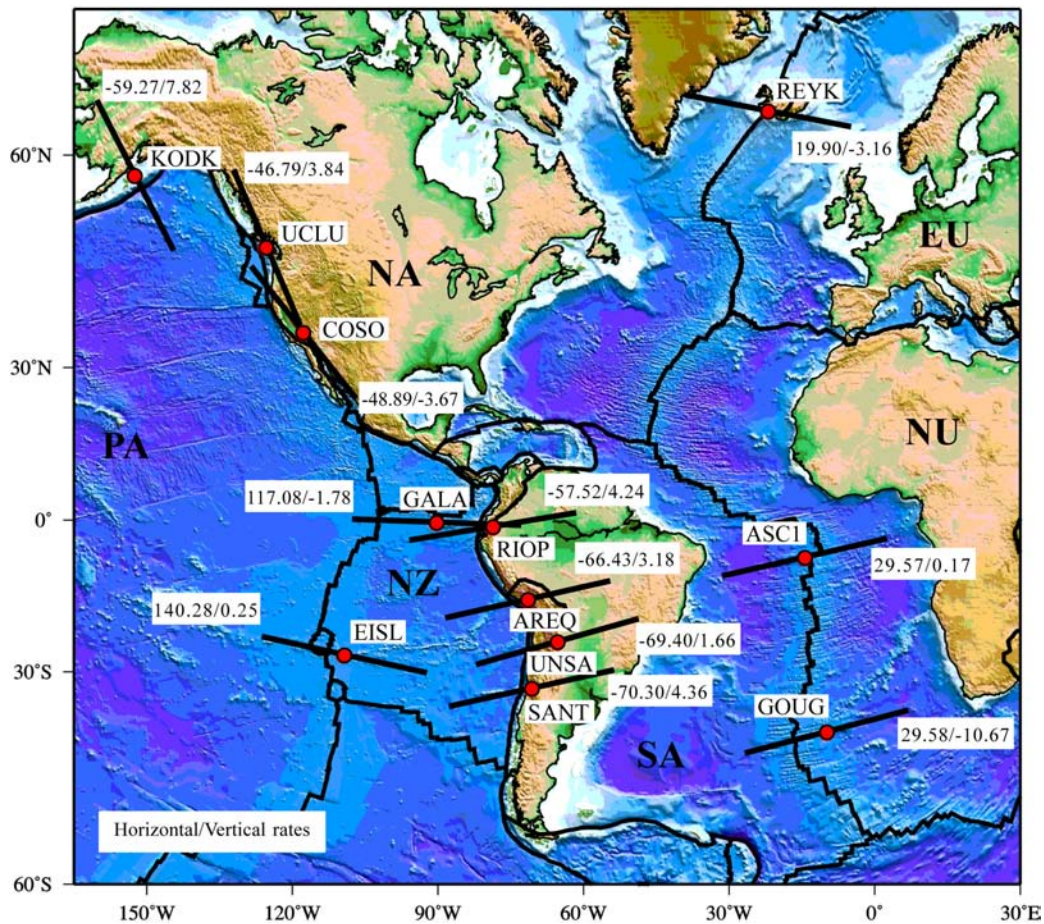 -59.27/7.82
REYK
KODK
60°N
-46.79/3.84
19.90/-3.16
UCLU
EU
NA
COSO
30°N
-48.89/-3.67
PA
NU
117.08/-1.78
GALA
-57.52/4.24
0°
ASC1
RIOP
-66.43/3.18
29.57/0.17
NZ
140.28/0.25
EISL
AREQ
-69.40/1.66
30°S
UNSA
-70.30/4.36
SANT
GOUG
29.58/-10.67
SA
Horizontal/Vertical rates
60°S
150°W 120°W 90°W 60°W 30°W 0° 30°E